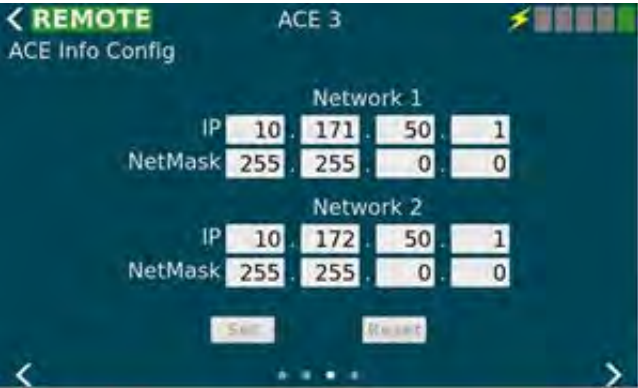 < REMOTE ACE 3
ACE Info Config
Network 1
IP 10 . 171 . 50 . 1
NetMask 255 . 255 . 0 . 0
Network 2
IP 10 . 172 . 50 . 1
NetMask 255 . 255 . 0 . 0
Set Reset
< >